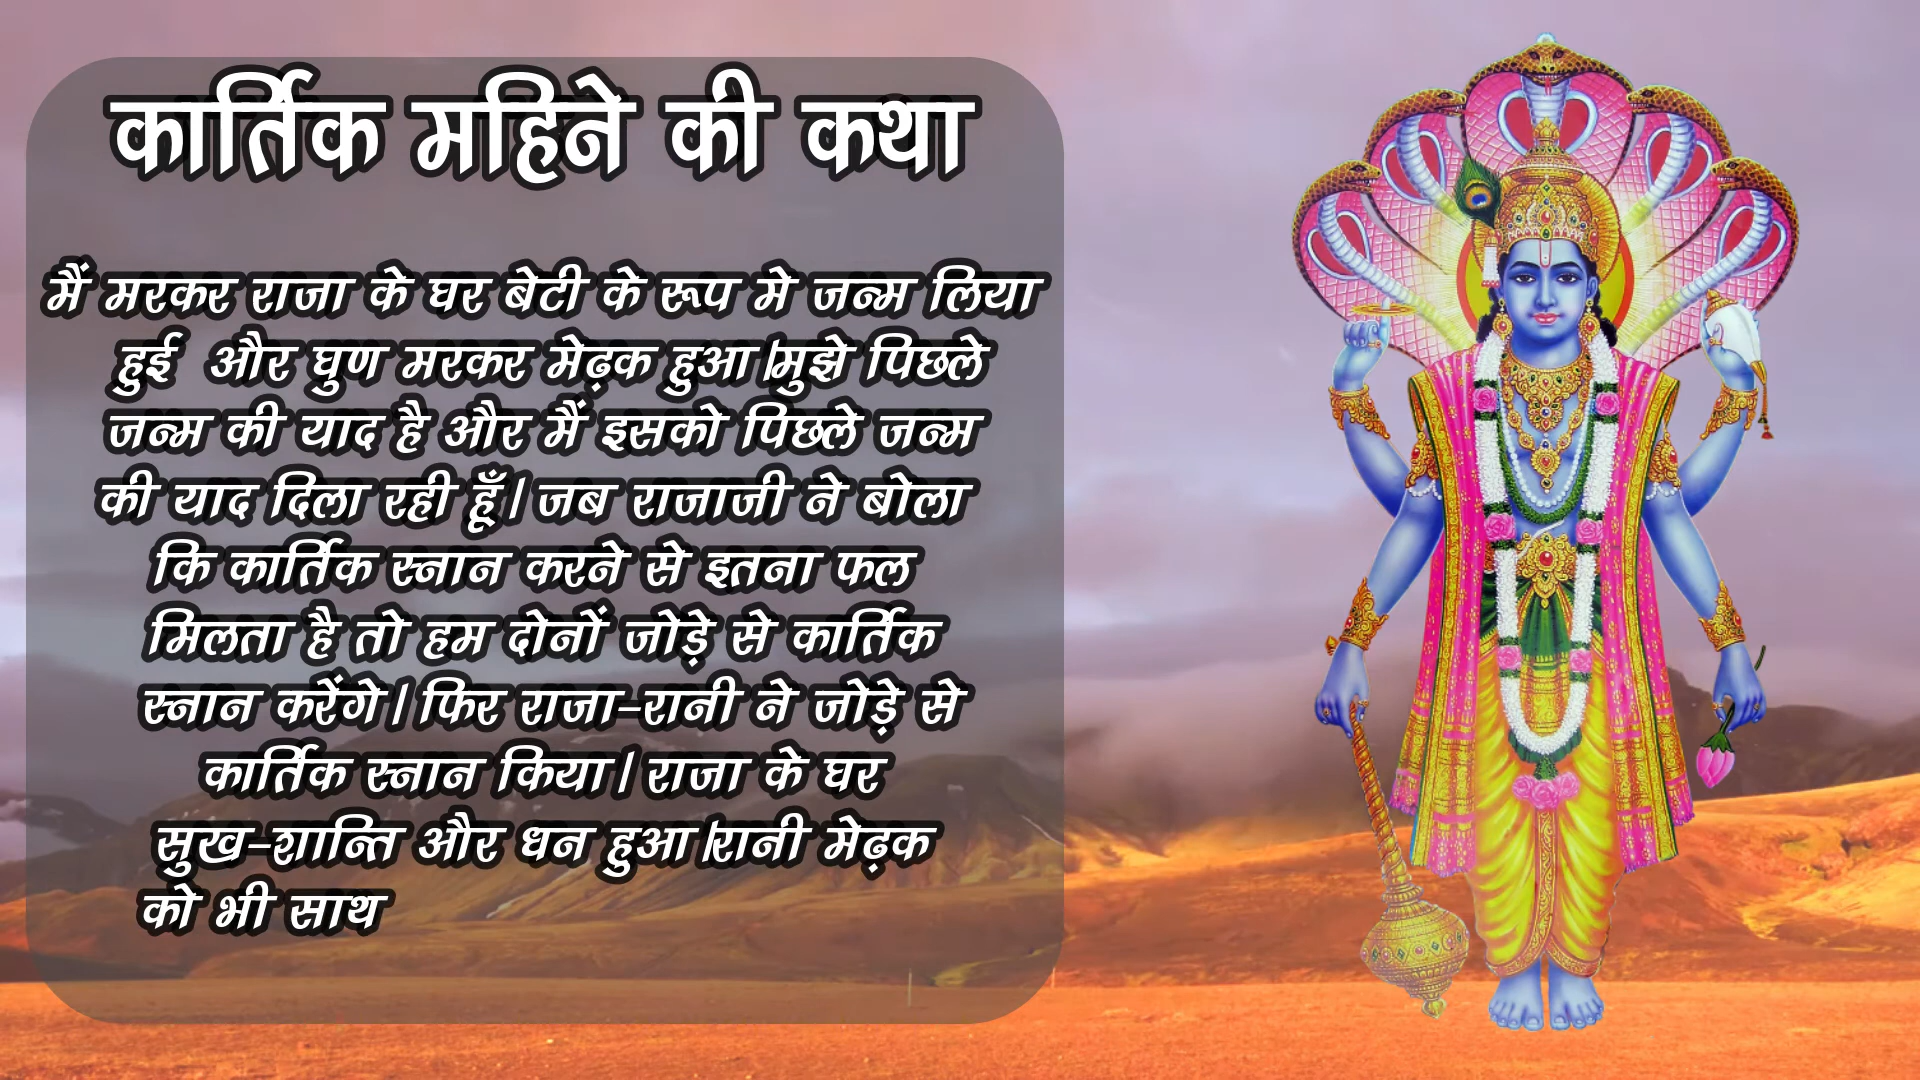 कार्तिक महिने की कथा
मैं मरकर राजा के घर बेटी के रूप मे जन्म लिया
हुई और घुण मरकर मेढ़क हुआ।मुझे पिछले
जन्म की याद है और मैं इसको पिछले जन्म
की याद दिला रही हूँ। जब राजाजी ने बोला
कि कार्तिक स्नान करने से इतना फल
मिलता है तो हम दोनों जोड़े से कार्तिक
स्नान करेंगे। फिर राजा-रानी ने जोड़े से
कार्तिक स्नान किया। राजा के घर
सुख-शान्ति और धन हुआ।रानी मेढ़क
को भी साथ